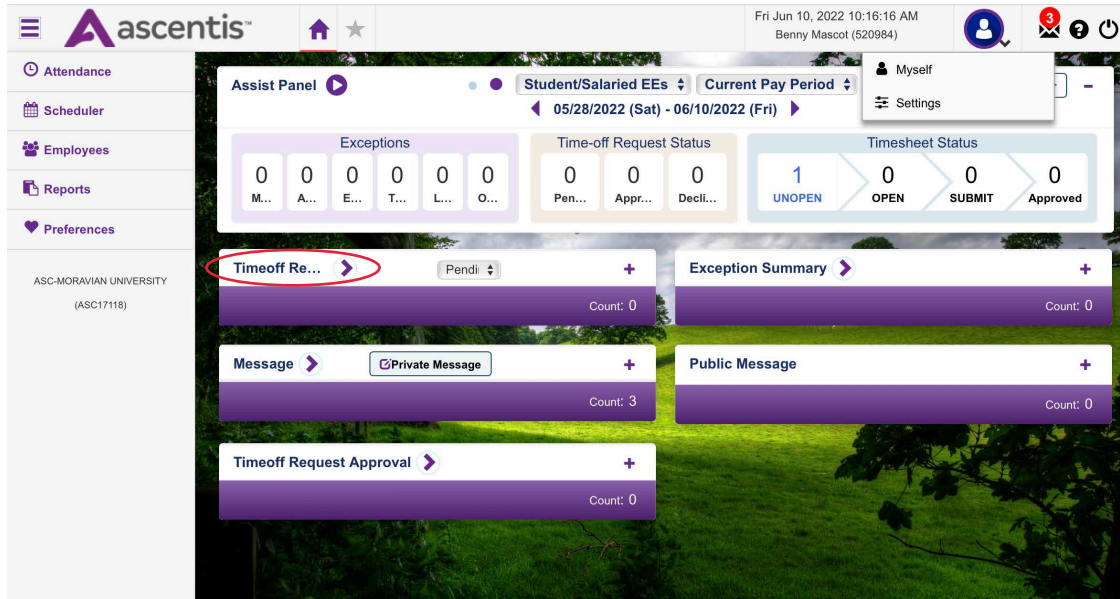 ascentis™
Fri Jun 10, 2022 10:16:16 AM
Benny Mascot (520984)
3
Myself
Settings
Attendance
Scheduler
Employees
Reports
Preferences
ASC-MORAVIAN UNIVERSITY
(ASC17118)
Assist Panel
Student/Salaried EEs
Current Pay Period
05/28/2022 (Sat) - 06/10/2022 (Fri)
Exceptions
0 0 0 0 0 0
M... A... E... T... L... O...
Time-off Request Status
0 0 0
Pen... Appr... Decli...
Timesheet Status
1 0 0 0
UNOPEN OPEN SUBMIT Approved
Timeoff Re...
Pendi
Count: 0
Exception Summary
Count: 0
Message
Private Message
Count: 3
Public Message
Count: 0
Timeoff Request Approval
Count: 0